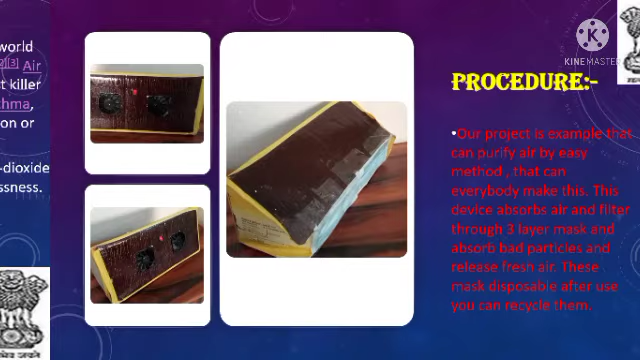 world
[2][3] Air
t killer
thma,
on or
-dioxide
ssness.
KINEMASTER
PROCEDURE:-
•Our project is example that
can purify air by easy
method , that can
everybody make this. This
device absorbs air and filter
through 3 layer mask and
absorb bad particles and
release fresh air. These
mask disposable after use
you can recycle them.